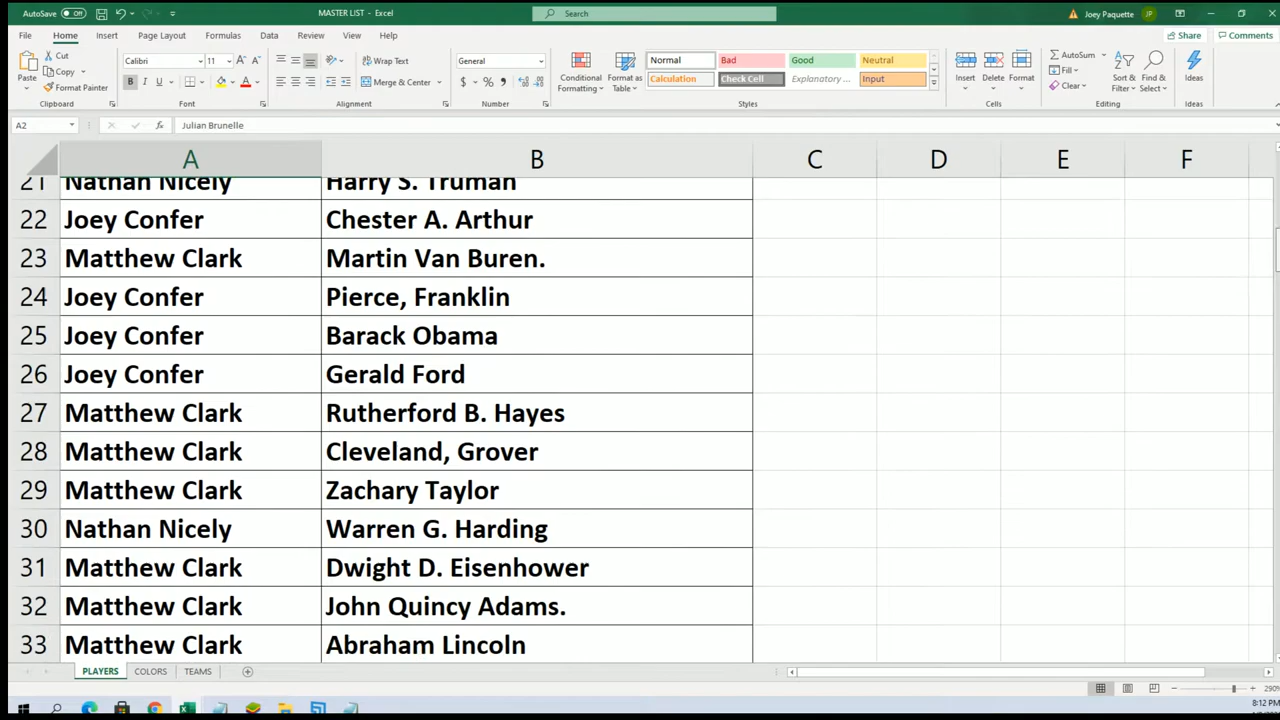 AutoSave Off MASTER LIST - Excel Search Joey Paquette JP
File Home Insert Page Layout Formulas Data Review View Help Share Comments
Cut Calibri 11 A A Wrap Text General Normal Bad Good Neutral AutoSum
Copy Fill
Paste Format Painter B I U A Merge & Center $ % Conditional Formatting Format as Table Calculation Check Cell Explanatory ... Input Insert Delete Format Clear Sort & Filter Find & Select Ideas
Clipboard Font Alignment Number Styles Cells Editing Ideas
A2 fx Julian Brunelle
A B C D E F
21 Nathan Nicely Harry S. Truman
22 Joey Confer Chester A. Arthur
23 Matthew Clark Martin Van Buren.
24 Joey Confer Pierce, Franklin
25 Joey Confer Barack Obama
26 Joey Confer Gerald Ford
27 Matthew Clark Rutherford B. Hayes
28 Matthew Clark Cleveland, Grover
29 Matthew Clark Zachary Taylor
30 Nathan Nicely Warren G. Harding
31 Matthew Clark Dwight D. Eisenhower
32 Matthew Clark John Quincy Adams.
33 Matthew Clark Abraham Lincoln
PLAYERS COLORS TEAMS
290%
8:12 PM